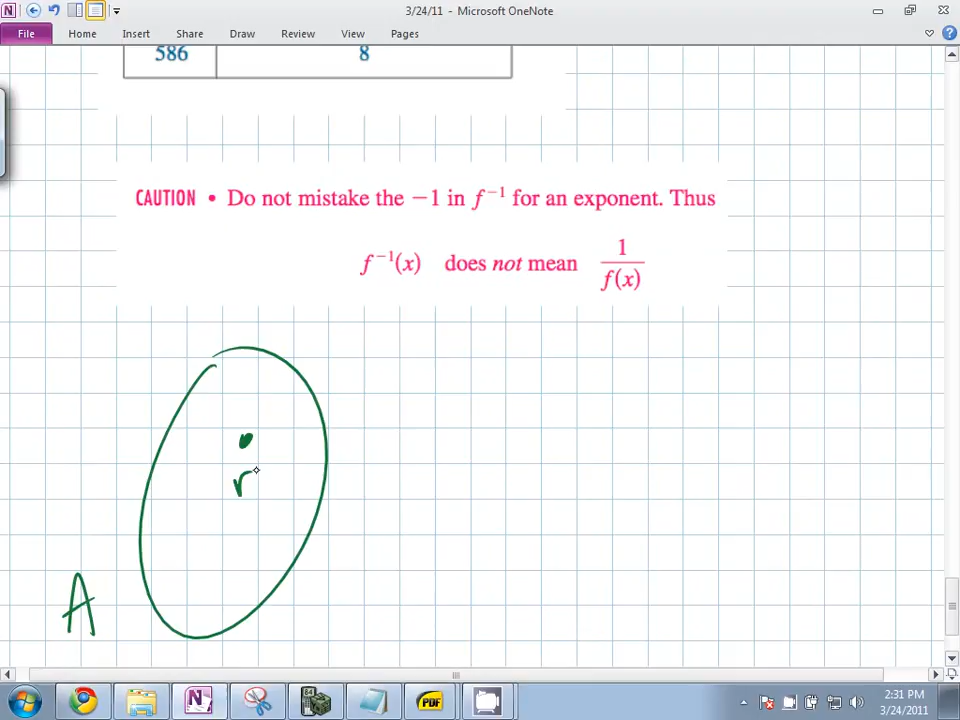 3/24/11 - Microsoft OneNote
File Home Insert Share Draw Review View Pages
586 8
CAUTION • Do not mistake the −1 in f⁻¹ for an exponent. Thus
f⁻¹(x) does not mean 1/f(x)
r
A
2:31 PM
3/24/2011